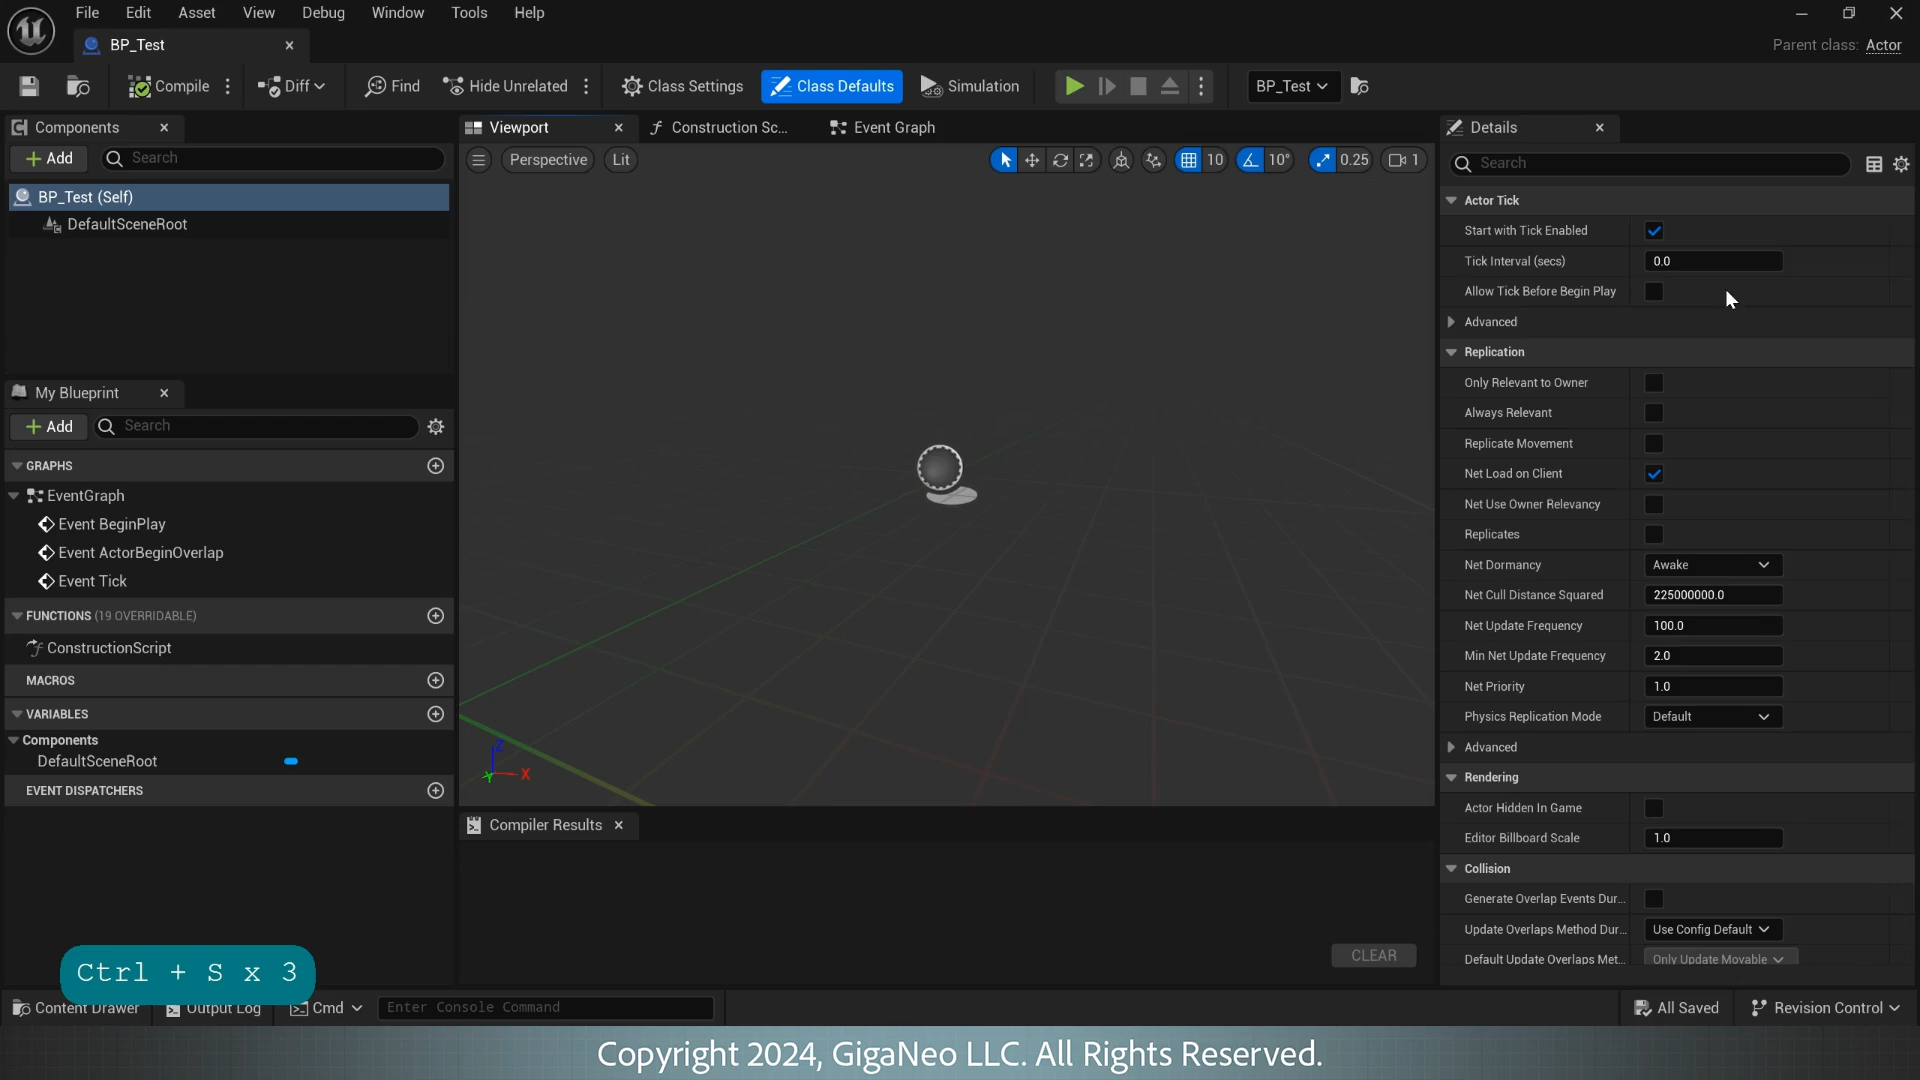 File Edit Asset View Debug Window Tools Help
BP_Test
Parent class: Actor
Compile Diff Find Hide Unrelated Class Settings Class Defaults Simulation BP_Test
Components
Add Search
BP_Test (Self)
DefaultSceneRoot
My Blueprint
Add Search
GRAPHS
EventGraph
Event BeginPlay
Event ActorBeginOverlap
Event Tick
FUNCTIONS (19 OVERRIDABLE)
ConstructionScript
MACROS
VARIABLES
Components
DefaultSceneRoot
EVENT DISPATCHERS
Viewport Construction Sc... Event Graph
Perspective Lit 10 10° 0.25 1
Z
Y X
Compiler Results
CLEAR
Details
Search
Actor Tick
Start with Tick Enabled
Tick Interval (secs) 0.0
Allow Tick Before Begin Play
Advanced
Replication
Only Relevant to Owner
Always Relevant
Replicate Movement
Net Load on Client
Net Use Owner Relevancy
Replicates
Net Dormancy Awake
Net Cull Distance Squared 225000000.0
Net Update Frequency 100.0
Min Net Update Frequency 2.0
Net Priority 1.0
Physics Replication Mode Default
Advanced
Rendering
Actor Hidden In Game
Editor Billboard Scale 1.0
Collision
Generate Overlap Events Dur...
Update Overlaps Method Dur... Use Config Default
Default Update Overlaps Met... Only Update Movable
Ctrl + S x 3
Content Drawer Output Log Cmd Enter Console Command All Saved Revision Control
Copyright 2024, GigaNeo LLC. All Rights Reserved.